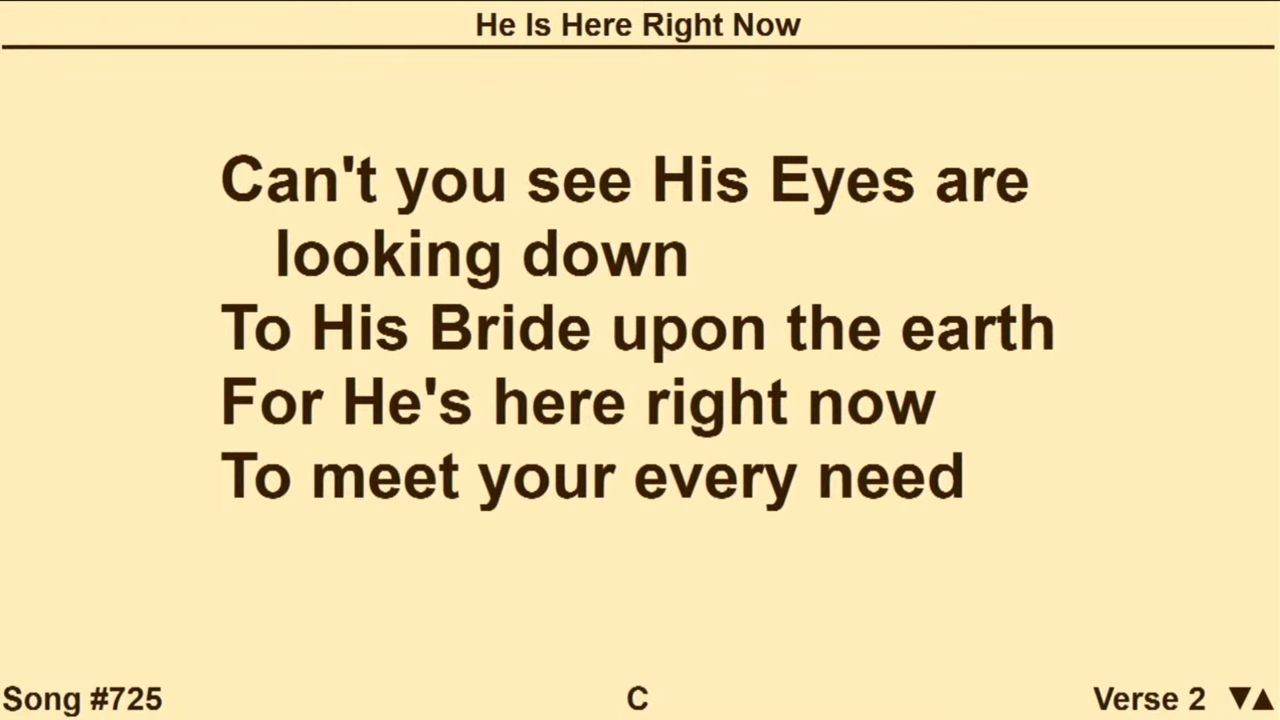 He Is Here Right Now
Can't you see His Eyes are
looking down
To His Bride upon the earth
For He's here right now
To meet your every need
Song #725 C Verse 2 ▼▲